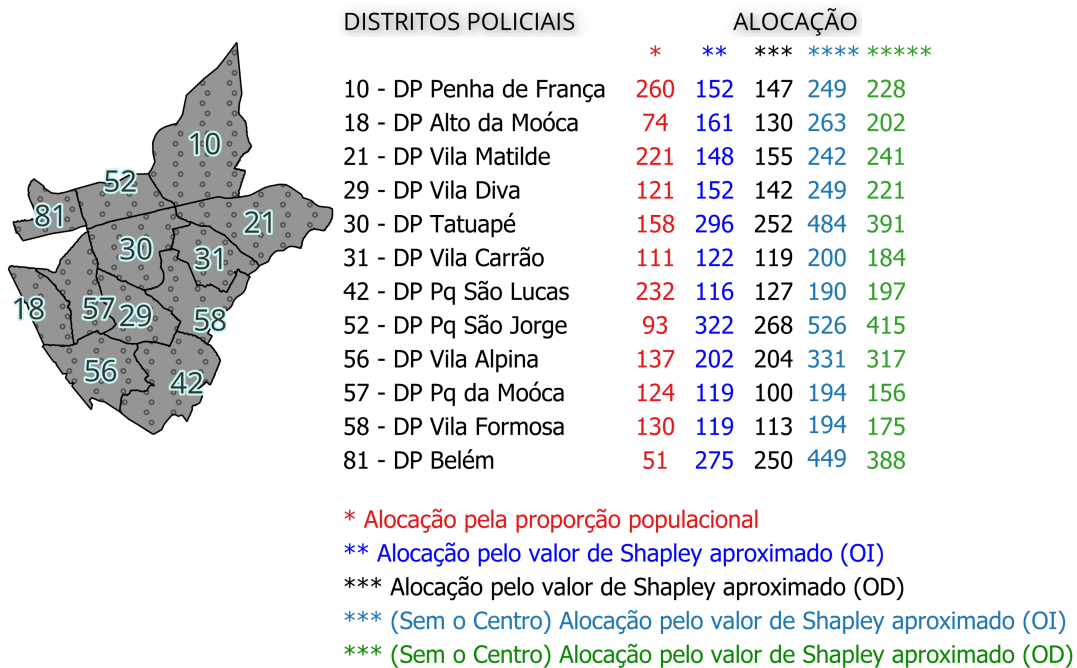 DISTRITOS POLICIAIS ALOCAÇÃO
* ** *** **** *****
10 - DP Penha de França 260 152 147 249 228
18 - DP Alto da Moóca 74 161 130 263 202
21 - DP Vila Matilde 221 148 155 242 241
29 - DP Vila Diva 121 152 142 249 221
30 - DP Tatuapé 158 296 252 484 391
31 - DP Vila Carrão 111 122 119 200 184
42 - DP Pq São Lucas 232 116 127 190 197
52 - DP Pq São Jorge 93 322 268 526 415
56 - DP Vila Alpina 137 202 204 331 317
57 - DP Pq da Moóca 124 119 100 194 156
58 - DP Vila Formosa 130 119 113 194 175
81 - DP Belém 51 275 250 449 388
* Alocação pela proporção populacional
** Alocação pelo valor de Shapley aproximado (OI)
*** Alocação pelo valor de Shapley aproximado (OD)
*** (Sem o Centro) Alocação pelo valor de Shapley aproximado (OI)
*** (Sem o Centro) Alocação pelo valor de Shapley aproximado (OD)
10
52
81
21
30
31
18
57
29
58
56
42